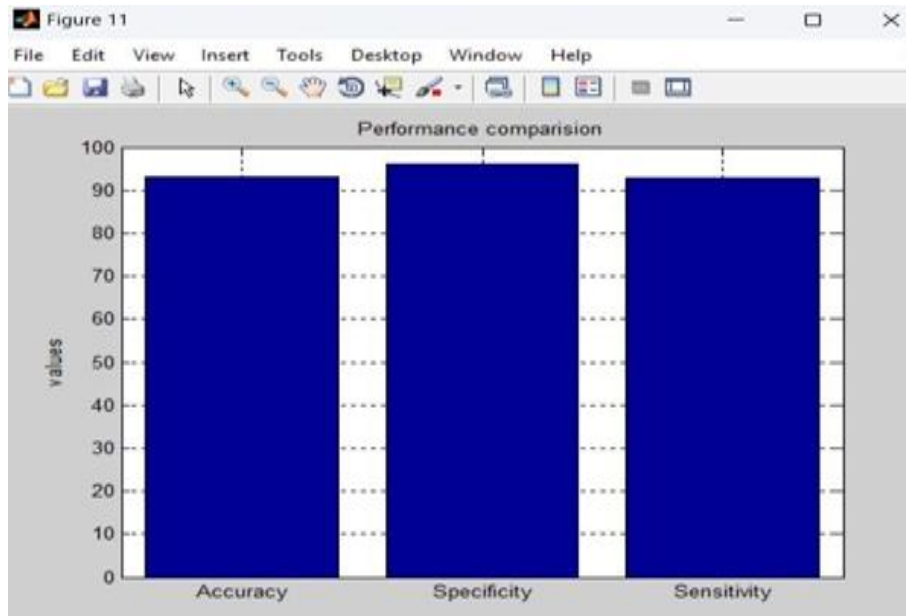 Figure 11
File Edit View Insert Tools Desktop Window Help
Performance comparision
100
90
80
70
60
50
40
30
20
10
0
values
Accuracy Specificity Sensitivity